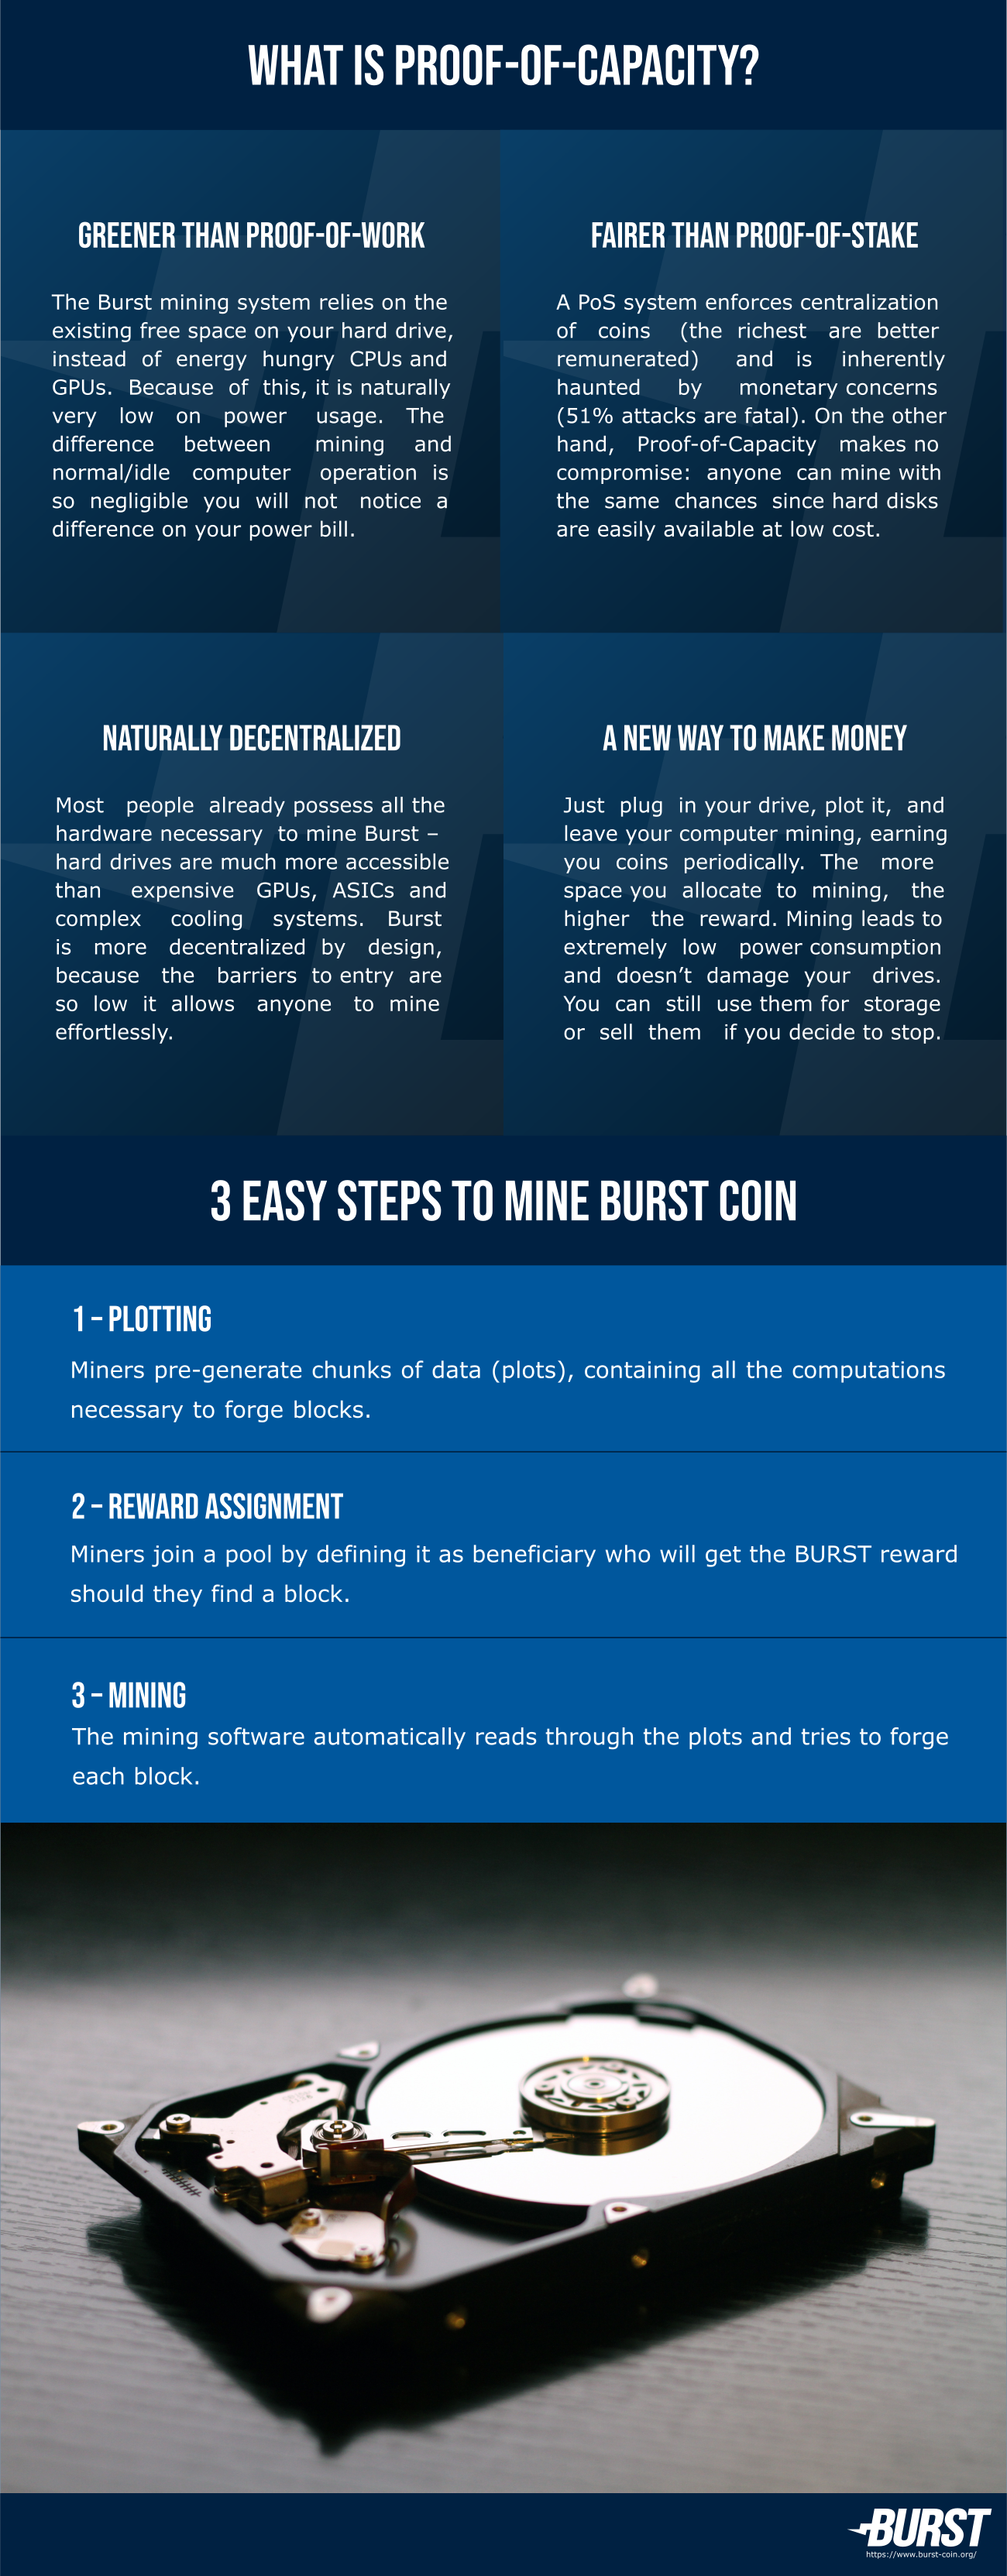 WHAT IS PROOF-OF-CAPACITY?
GREENER THAN PROOF-OF-WORK
The Burst mining system relies on the
existing free space on your hard drive,
instead of energy hungry CPUs and
GPUs. Because of this, it is naturally
very low on power usage. The
difference between mining and
normal/idle computer operation is
so negligible you will not notice a
difference on your power bill.
FAIRER THAN PROOF-OF-STAKE
A PoS system enforces centralization
of coins (the richest are better
remunerated) and is inherently
haunted by monetary concerns
(51% attacks are fatal). On the other
hand, Proof-of-Capacity makes no
compromise: anyone can mine with
the same chances since hard disks
are easily available at low cost.
NATURALLY DECENTRALIZED
Most people already possess all the
hardware necessary to mine Burst –
hard drives are much more accessible
than expensive GPUs, ASICs and
complex cooling systems. Burst
is more decentralized by design,
because the barriers to entry are
so low it allows anyone to mine
effortlessly.
A NEW WAY TO MAKE MONEY
Just plug in your drive, plot it, and
leave your computer mining, earning
you coins periodically. The more
space you allocate to mining, the
higher the reward. Mining leads to
extremely low power consumption
and doesn’t damage your drives.
You can still use them for storage
or sell them if you decide to stop.
3 EASY STEPS TO MINE BURST COIN
1 – PLOTTING
Miners pre-generate chunks of data (plots), containing all the computations
necessary to forge blocks.
2 – REWARD ASSIGNMENT
Miners join a pool by defining it as beneficiary who will get the BURST reward
should they find a block.
3 – MINING
The mining software automatically reads through the plots and tries to forge
each block.
BURST
https://www.burst-coin.org/